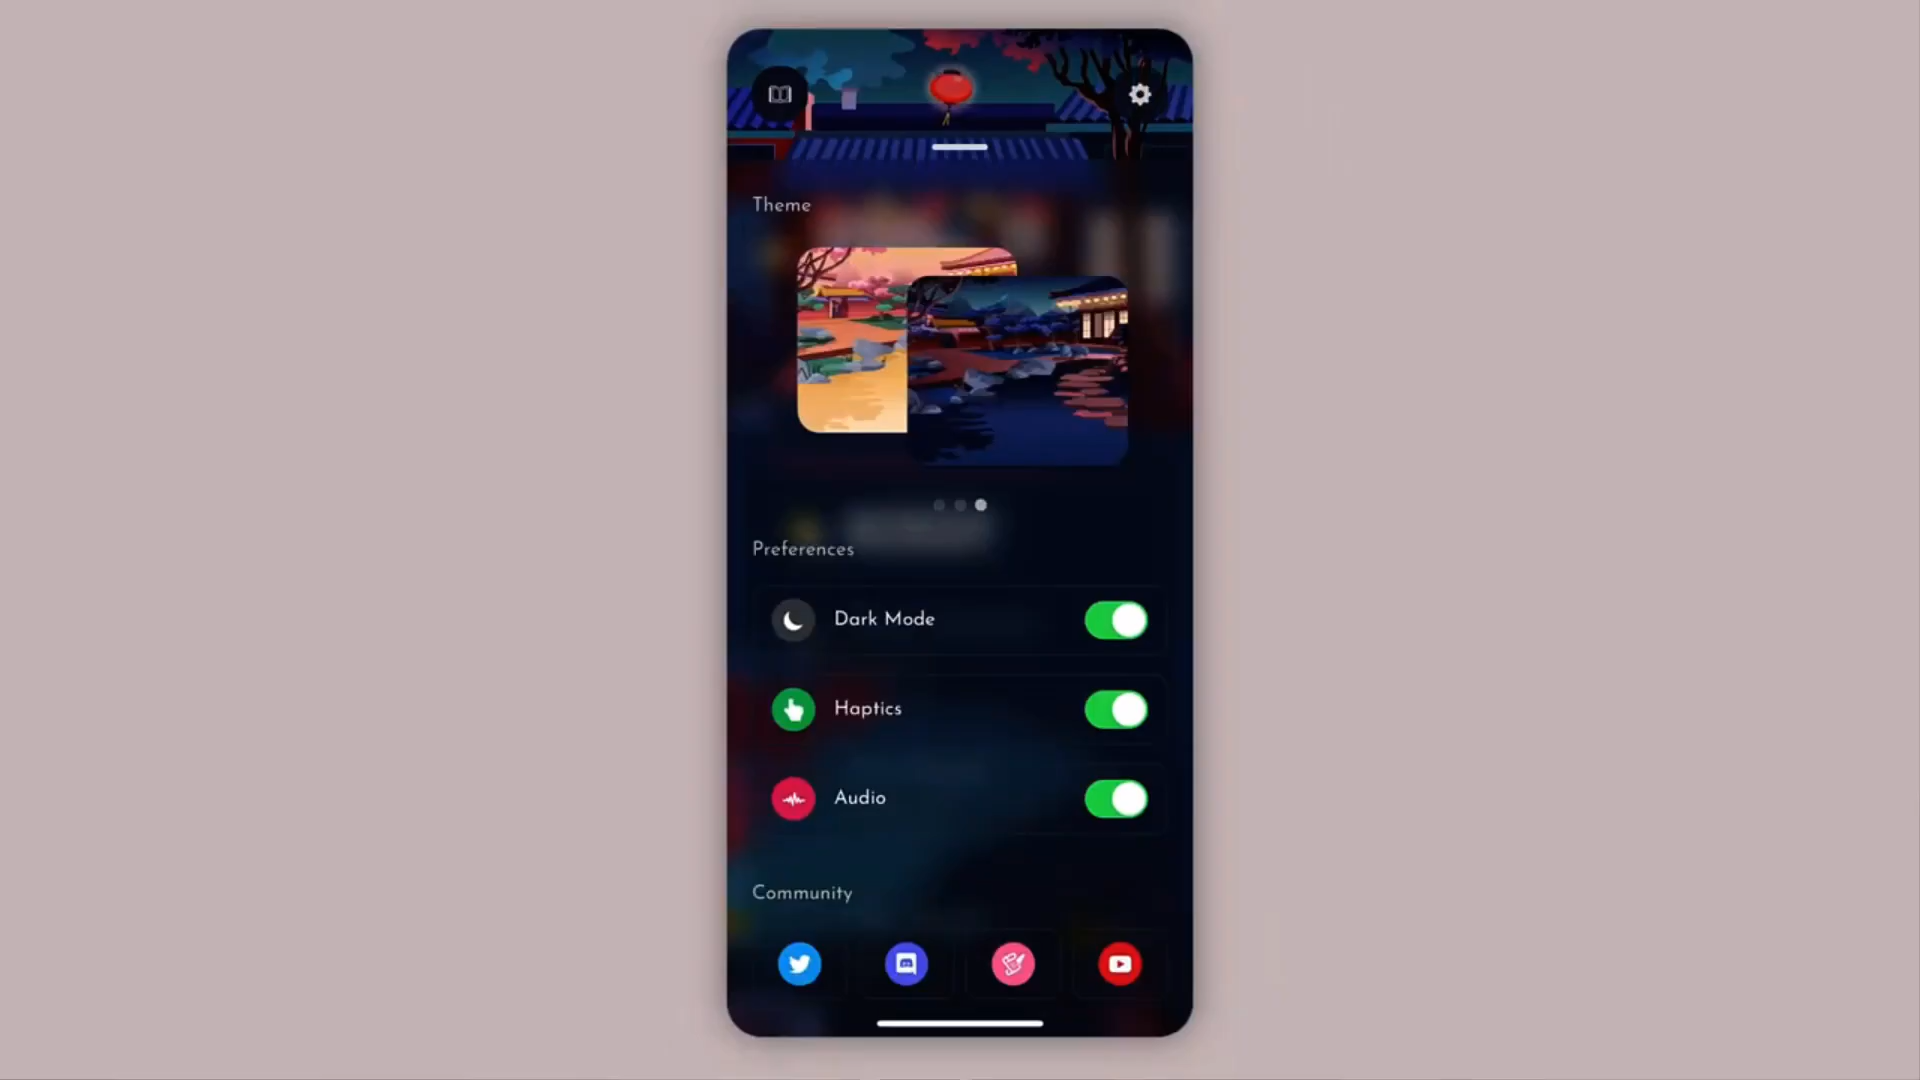 Theme
Preferences
Dark Mode
Haptics
Audio
Community